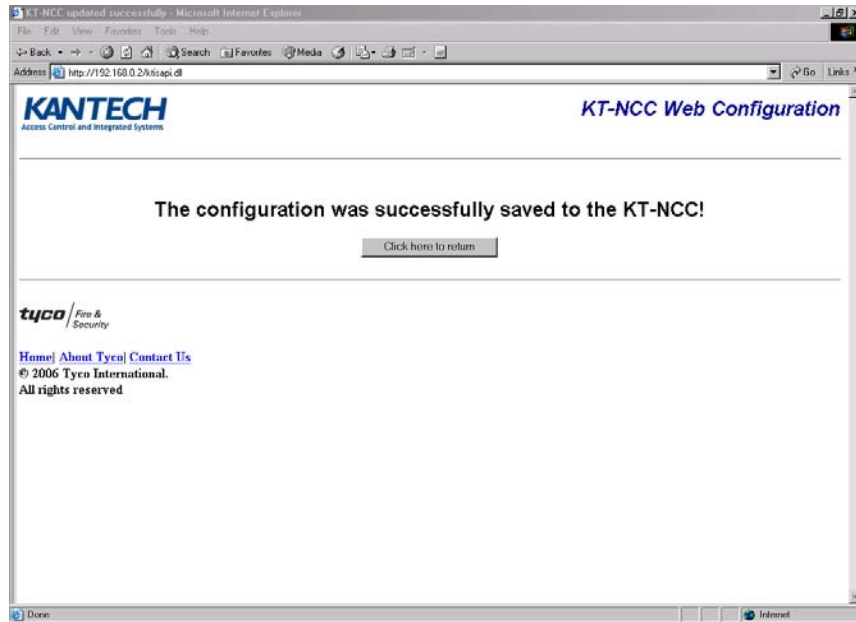 KT-NCC updated successfully - Microsoft Internet Explorer
File Edit View Favorites Tools Help
Back Search Favorites Media
Address http://192.168.0.2/ktisapi.dll Go Links
KANTECH
Access Control and Integrated Systems
KT-NCC Web Configuration
The configuration was successfully saved to the KT-NCC!
Click here to return
tyco Fire &
Security
Home| About Tyco| Contact Us
© 2006 Tyco International.
All rights reserved
Done Internet